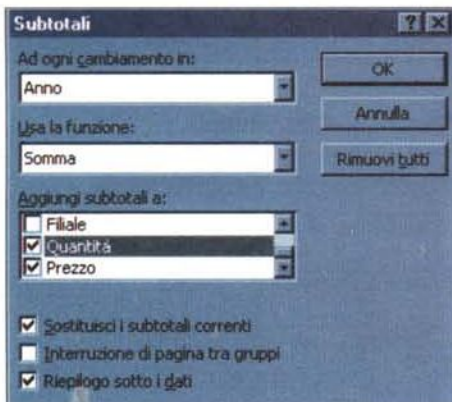 Subtotali
Ad ogni cambiamento in:
Anno
Usa la funzione:
Somma
Aggiungi subtotali a:
Filiale
Quantitá
Prezzo
Sostituisci i subtotali correnti
Interruzione di pagina tra gruppi
Riepilogo sotto i dati
OK
Annulla
Rimuovi tutti